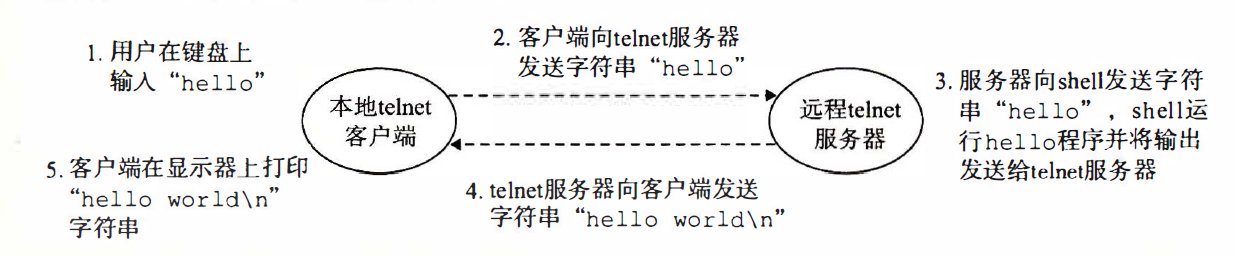 1. 用户在键盘上
输入“hello”
2. 客户端向telnet服务器
发送字符串“hello”
本地telnet
客户端
远程telnet
服务器
3. 服务器向shell发送字符
串“hello”，shell运
行hello程序并将输出
发送给telnet服务器
4. telnet服务器向客户端发送
字符串“hello world\n”
5. 客户端在显示器上打印
“hello world\n”
字符串